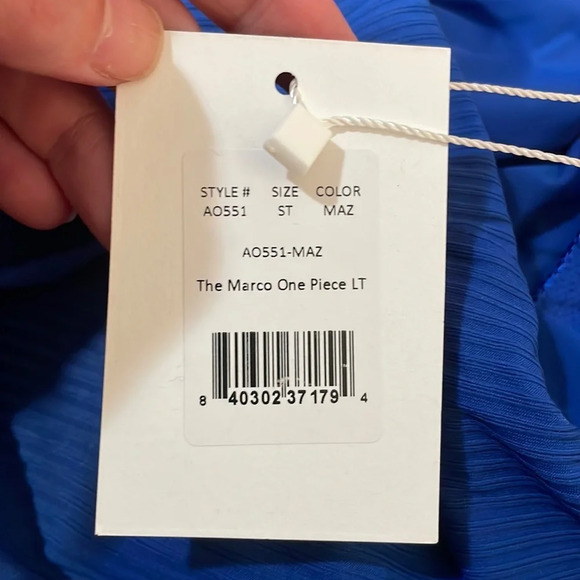 STYLE # SIZE COLOR
AO551 ST MAZ
AO551-MAZ
The Marco One Piece LT
8 40302 37179 4